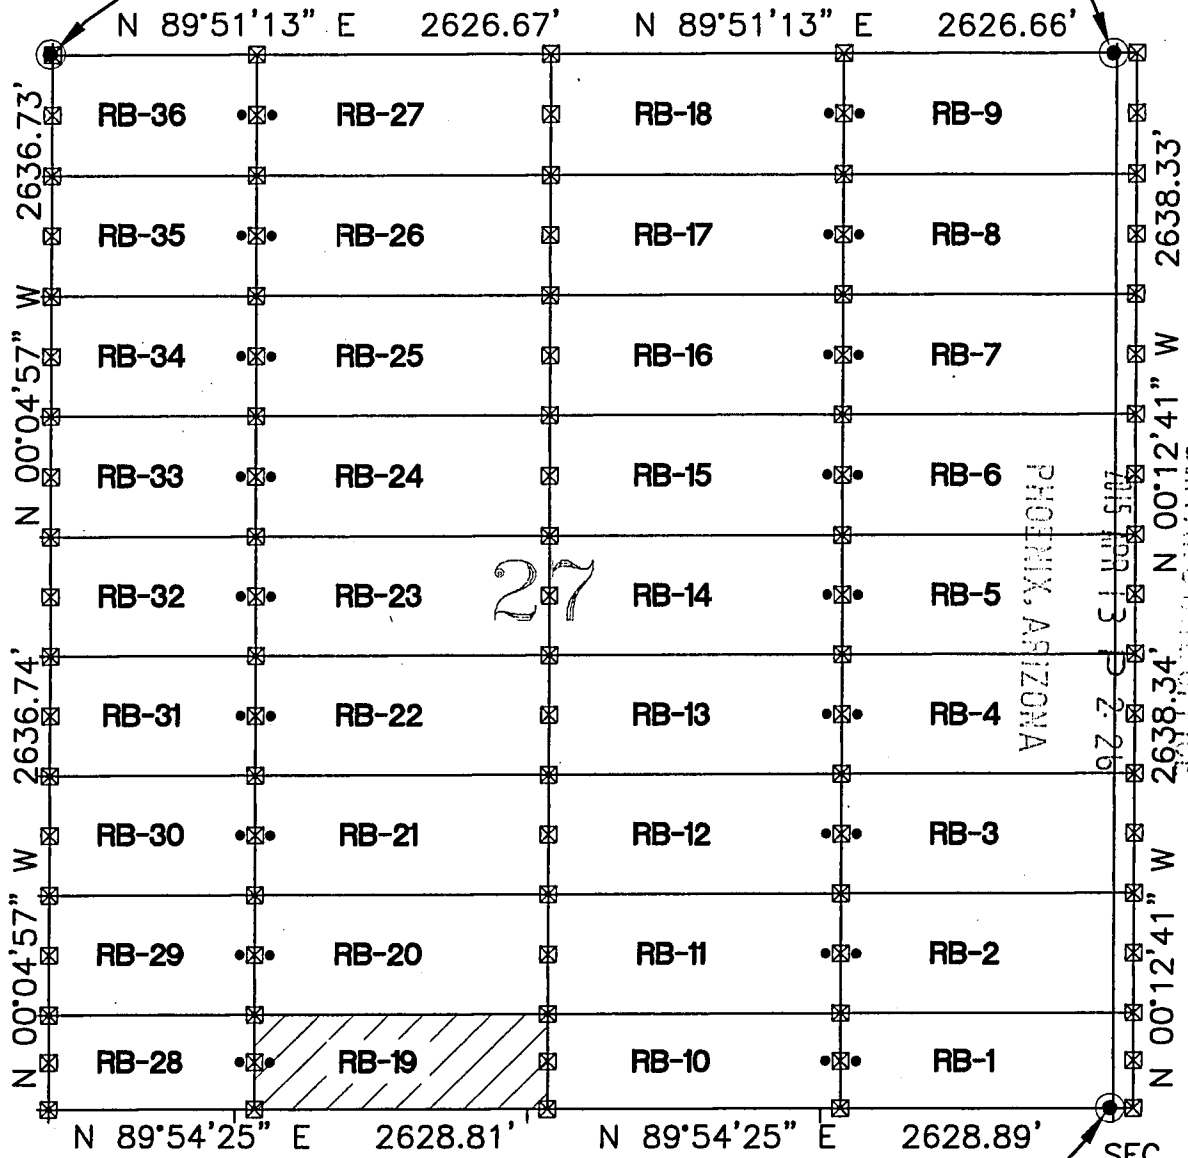 N 89°51'13" E 2626.67' N 89°51'13" E 2626.66'
RB-36 RB-27 RB-18 RB-9
RB-35 RB-26 RB-17 RB-8
RB-34 RB-25 RB-16 RB-7
RB-33 RB-24 RB-15 RB-6
RB-32 RB-23 27 RB-14 RB-5
RB-31 RB-22 RB-13 RB-4
RB-30 RB-21 RB-12 RB-3
RB-29 RB-20 RB-11 RB-2
RB-28 RB-19 RB-10 RB-1
N 89°54'25" E 2628.81' N 89°54'25" E 2628.89'
SEC
N 00°04'57" W 2636.73'
N 00°04'57" W 2636.74'
2638.33'
N 00°12'41" W
2638.34'
N 00°12'41" W
PHOENIX, ARIZONA
2015 APR 13 P 2:26